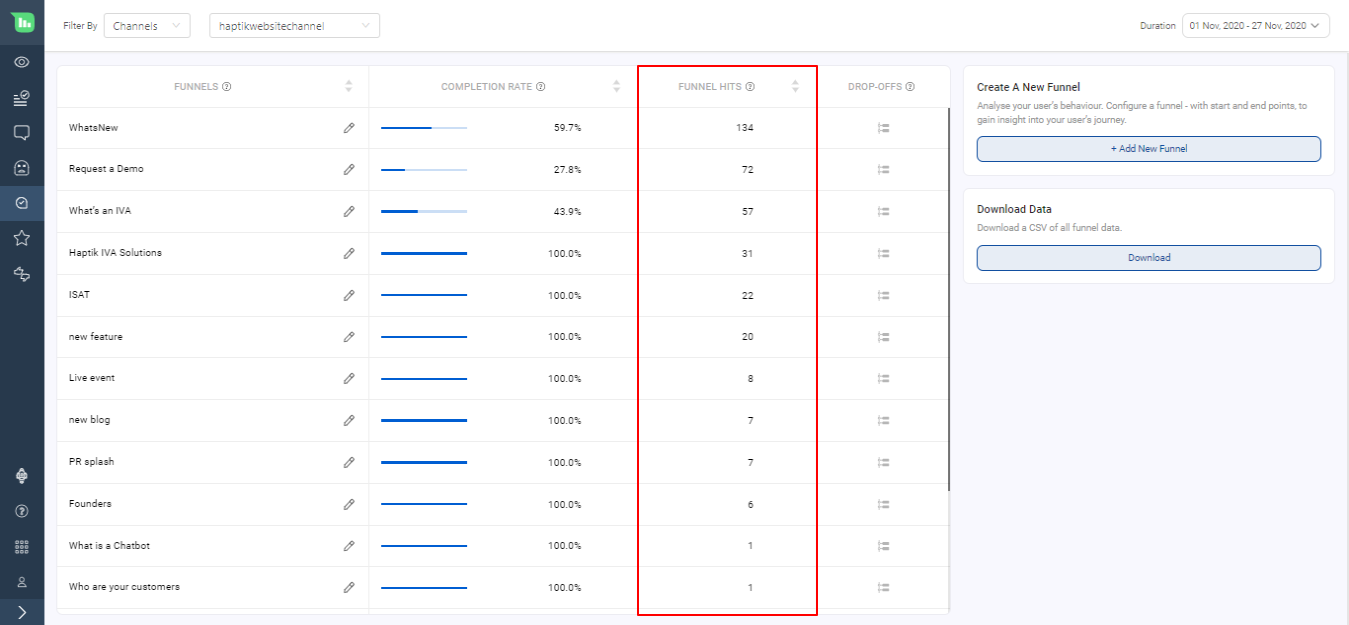 Filter By Channels haptikwebsitechannel Duration 01 Nov, 2020 - 27 Nov, 2020
FUNNELS COMPLETION RATE FUNNEL HITS DROP-OFFS
WhatsNew 59.7% 134
Request a Demo 27.8% 72
What's an IVA 43.9% 57
Haptik IVA Solutions 100.0% 31
ISAT 100.0% 22
new feature 100.0% 20
Live event 100.0% 8
new blog 100.0% 7
PR splash 100.0% 7
Founders 100.0% 6
What is a Chatbot 100.0% 1
Who are your customers 100.0% 1
Create A New Funnel
Analyse your user's behaviour. Configure a funnel - with start and end points, to
gain insight into your user's journey.
+ Add New Funnel
Download Data
Download a CSV of all funnel data.
Download